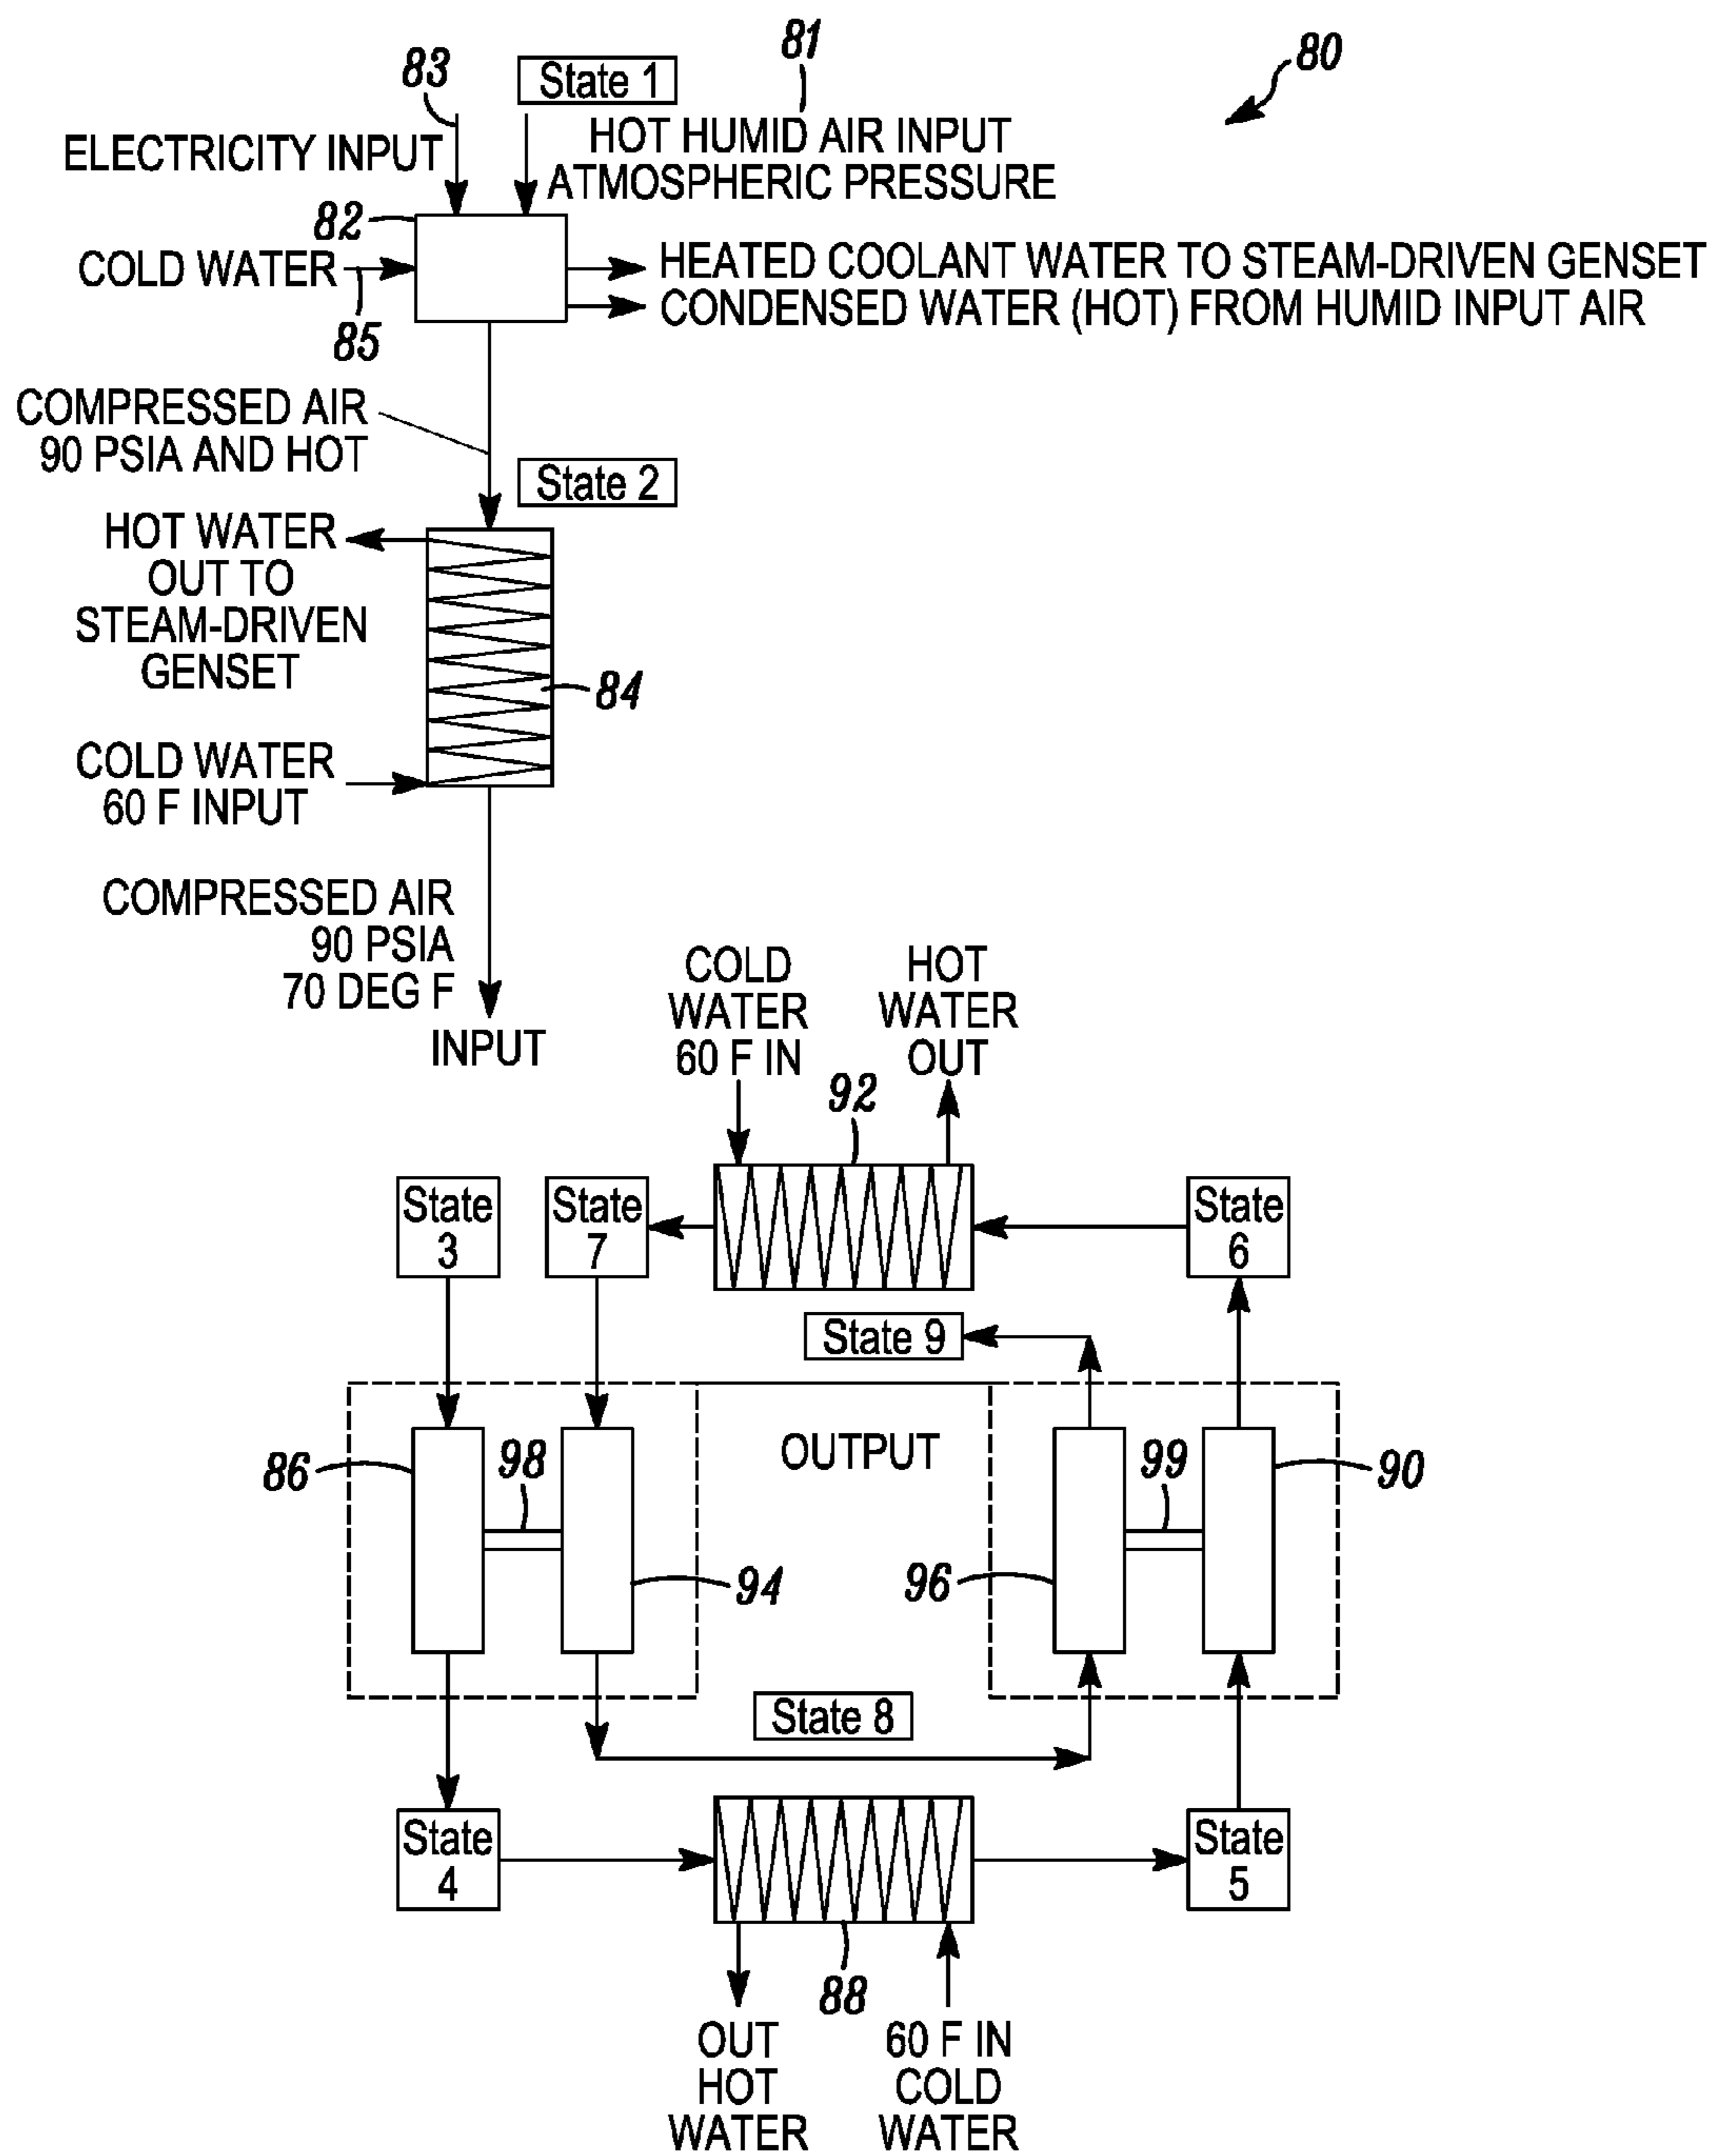 83
State 1
81
80
ELECTRICITY INPUT
HOT HUMID AIR INPUT
ATMOSPHERIC PRESSURE
82
COLD WATER
85
HEATED COOLANT WATER TO STEAM-DRIVEN GENSET
CONDENSED WATER (HOT) FROM HUMID INPUT AIR
COMPRESSED AIR
90 PSIA AND HOT
State 2
HOT WATER
OUT TO
STEAM-DRIVEN
GENSET
84
COLD WATER
60 F INPUT
COMPRESSED AIR
90 PSIA
70 DEG F
INPUT
COLD
WATER
60 F IN
HOT
WATER
OUT
92
State
3
State
7
State
6
State 9
86
98
OUTPUT
99
90
94
96
State 8
State
4
State
5
88
OUT
HOT
WATER
60 F IN
COLD
WATER